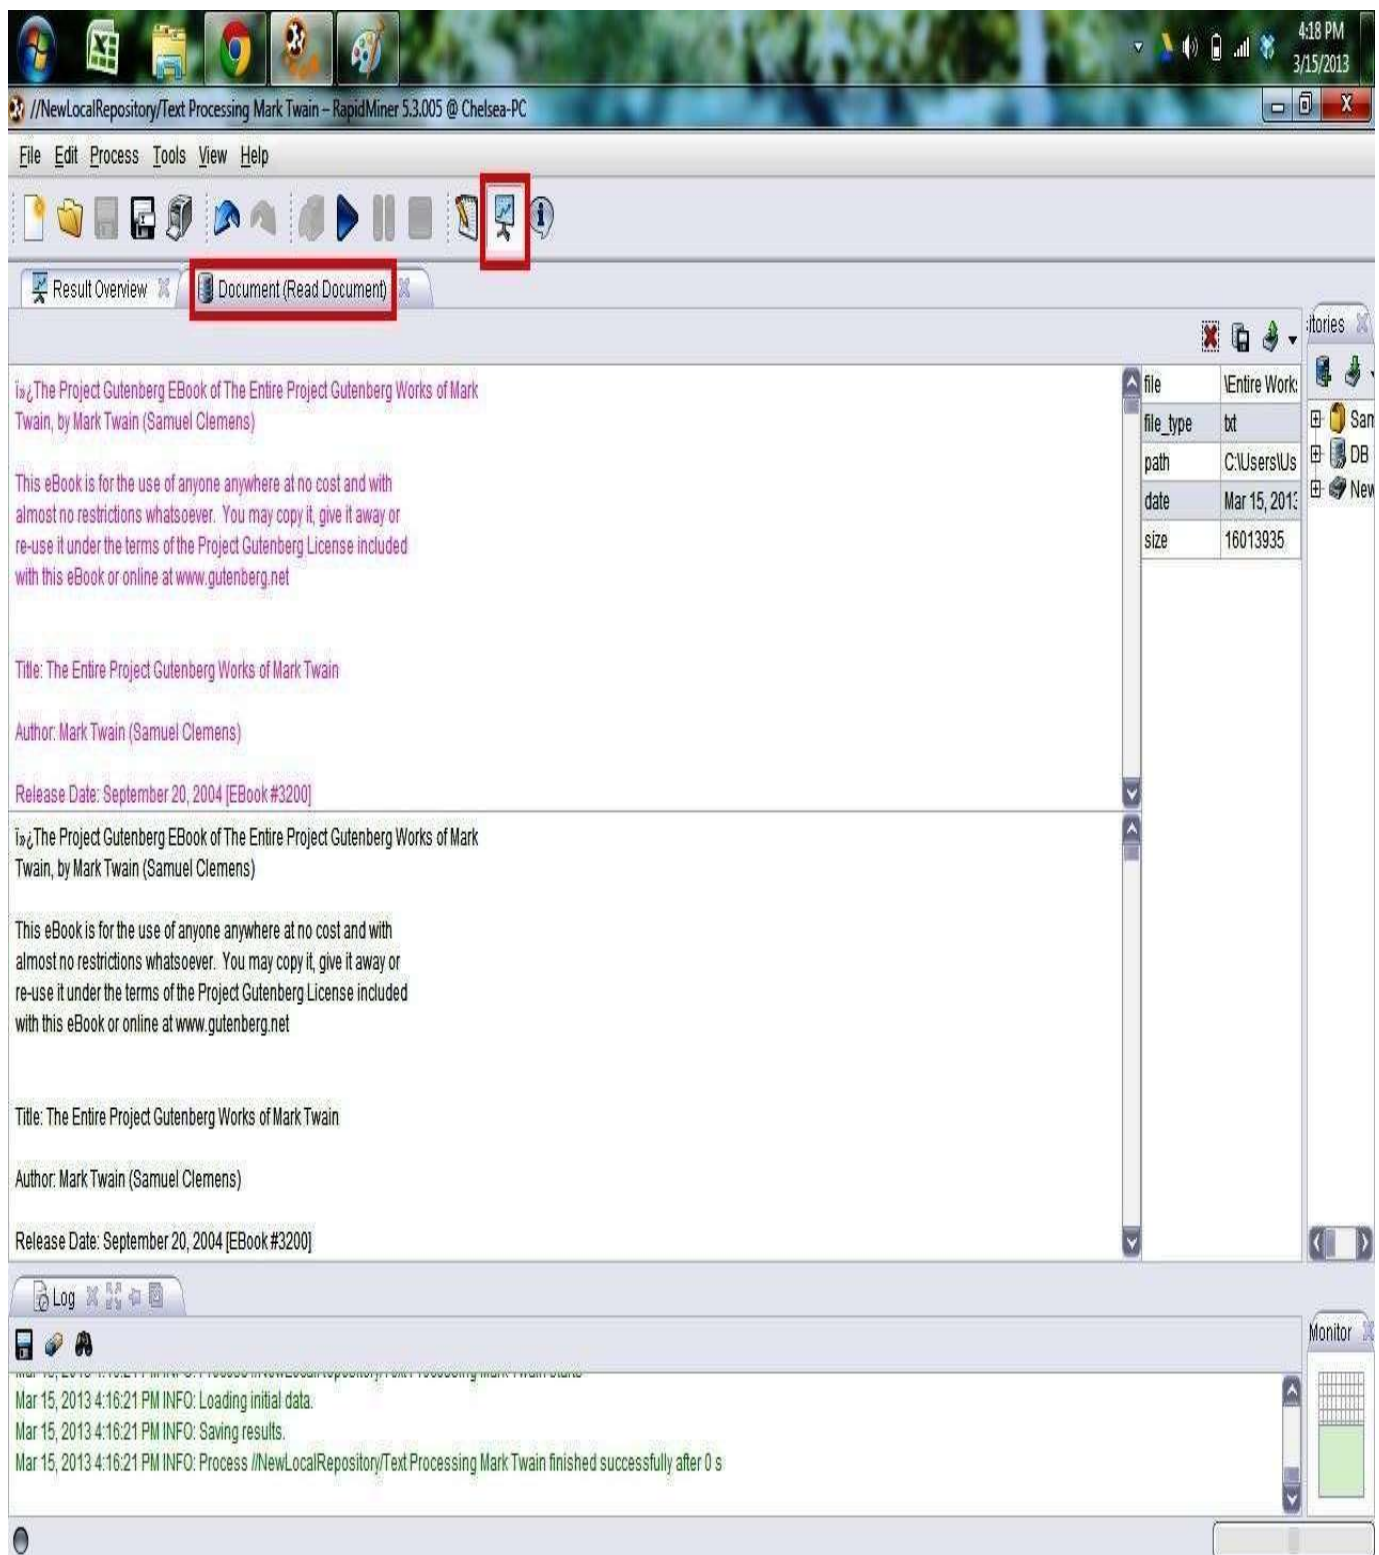 4:18 PM
3/15/2013
//NewLocalRepository/Text Processing Mark Twain – RapidMiner 5.3.005 @ Chelsea-PC
File Edit Process Tools View Help
Result Overview
Document (Read Document)
itories
ï»¿The Project Gutenberg EBook of The Entire Project Gutenberg Works of Mark
Twain, by Mark Twain (Samuel Clemens)
This eBook is for the use of anyone anywhere at no cost and with
almost no restrictions whatsoever.  You may copy it, give it away or
re-use it under the terms of the Project Gutenberg License included
with this eBook or online at www.gutenberg.net
Title: The Entire Project Gutenberg Works of Mark Twain
Author: Mark Twain (Samuel Clemens)
Release Date: September 20, 2004 [EBook #3200]
file \Entire Work
file_type txt
path C:\Users\Us
date Mar 15, 201
size 16013935
Sam
DB
New
ï»¿The Project Gutenberg EBook of The Entire Project Gutenberg Works of Mark
Twain, by Mark Twain (Samuel Clemens)
This eBook is for the use of anyone anywhere at no cost and with
almost no restrictions whatsoever.  You may copy it, give it away or
re-use it under the terms of the Project Gutenberg License included
with this eBook or online at www.gutenberg.net
Title: The Entire Project Gutenberg Works of Mark Twain
Author: Mark Twain (Samuel Clemens)
Release Date: September 20, 2004 [EBook #3200]
Log
Monitor
Mar 15, 2013 4:16:21 PM INFO: Loading initial data.
Mar 15, 2013 4:16:21 PM INFO: Saving results.
Mar 15, 2013 4:16:21 PM INFO: Process //NewLocalRepository/Text Processing Mark Twain finished successfully after 0 s